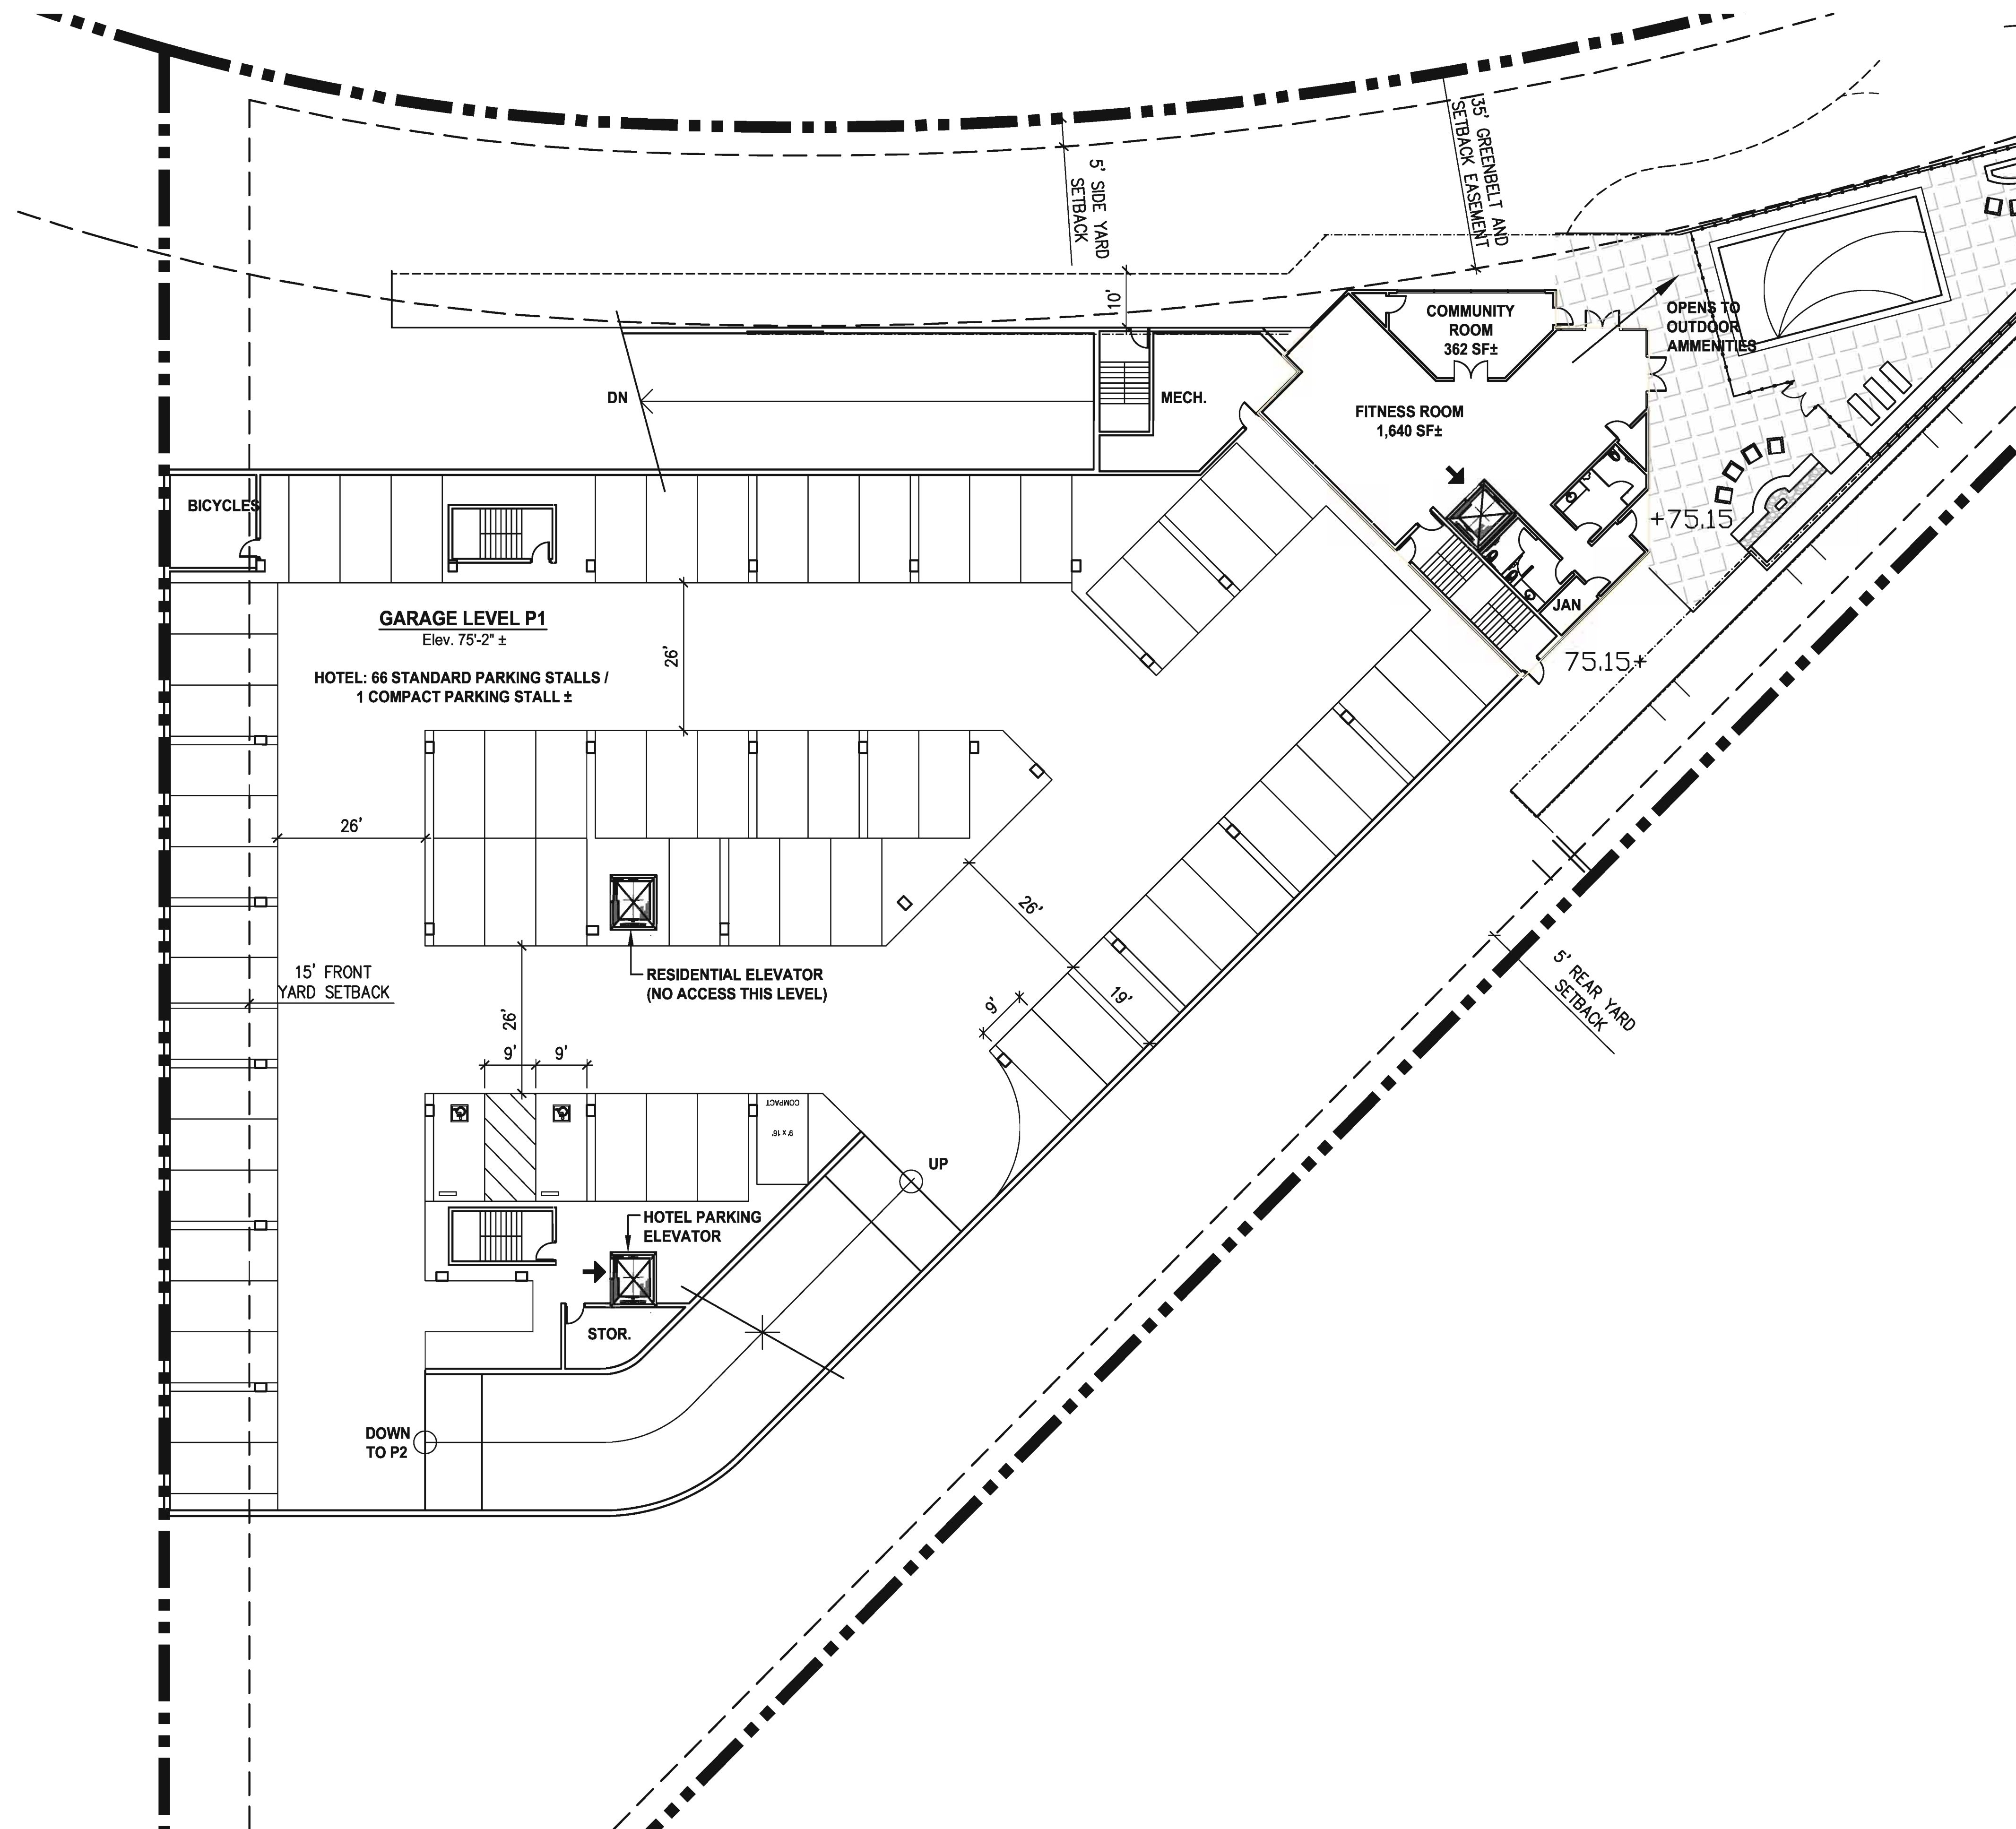 35' GREENBELT AND
SETBACK EASEMENT
5' SIDE YARD
SETBACK
10'
COMMUNITY
ROOM
362 SF±
OPENS TO
OUTDOOR
AMMENITIES
DN
MECH.
FITNESS ROOM
1,640 SF±
BICYCLES
+75.15
JAN
75.15+
GARAGE LEVEL P1
Elev. 75'-2" ±
HOTEL: 66 STANDARD PARKING STALLS /
1 COMPACT PARKING STALL ±
26'
26'
26'
RESIDENTIAL ELEVATOR
(NO ACCESS THIS LEVEL)
15' FRONT
YARD SETBACK
19'
9'
5' REAR YARD
SETBACK
26'
9'
9'
COMPACT
9' x 16'
UP
HOTEL PARKING
ELEVATOR
STOR.
DOWN
TO P2